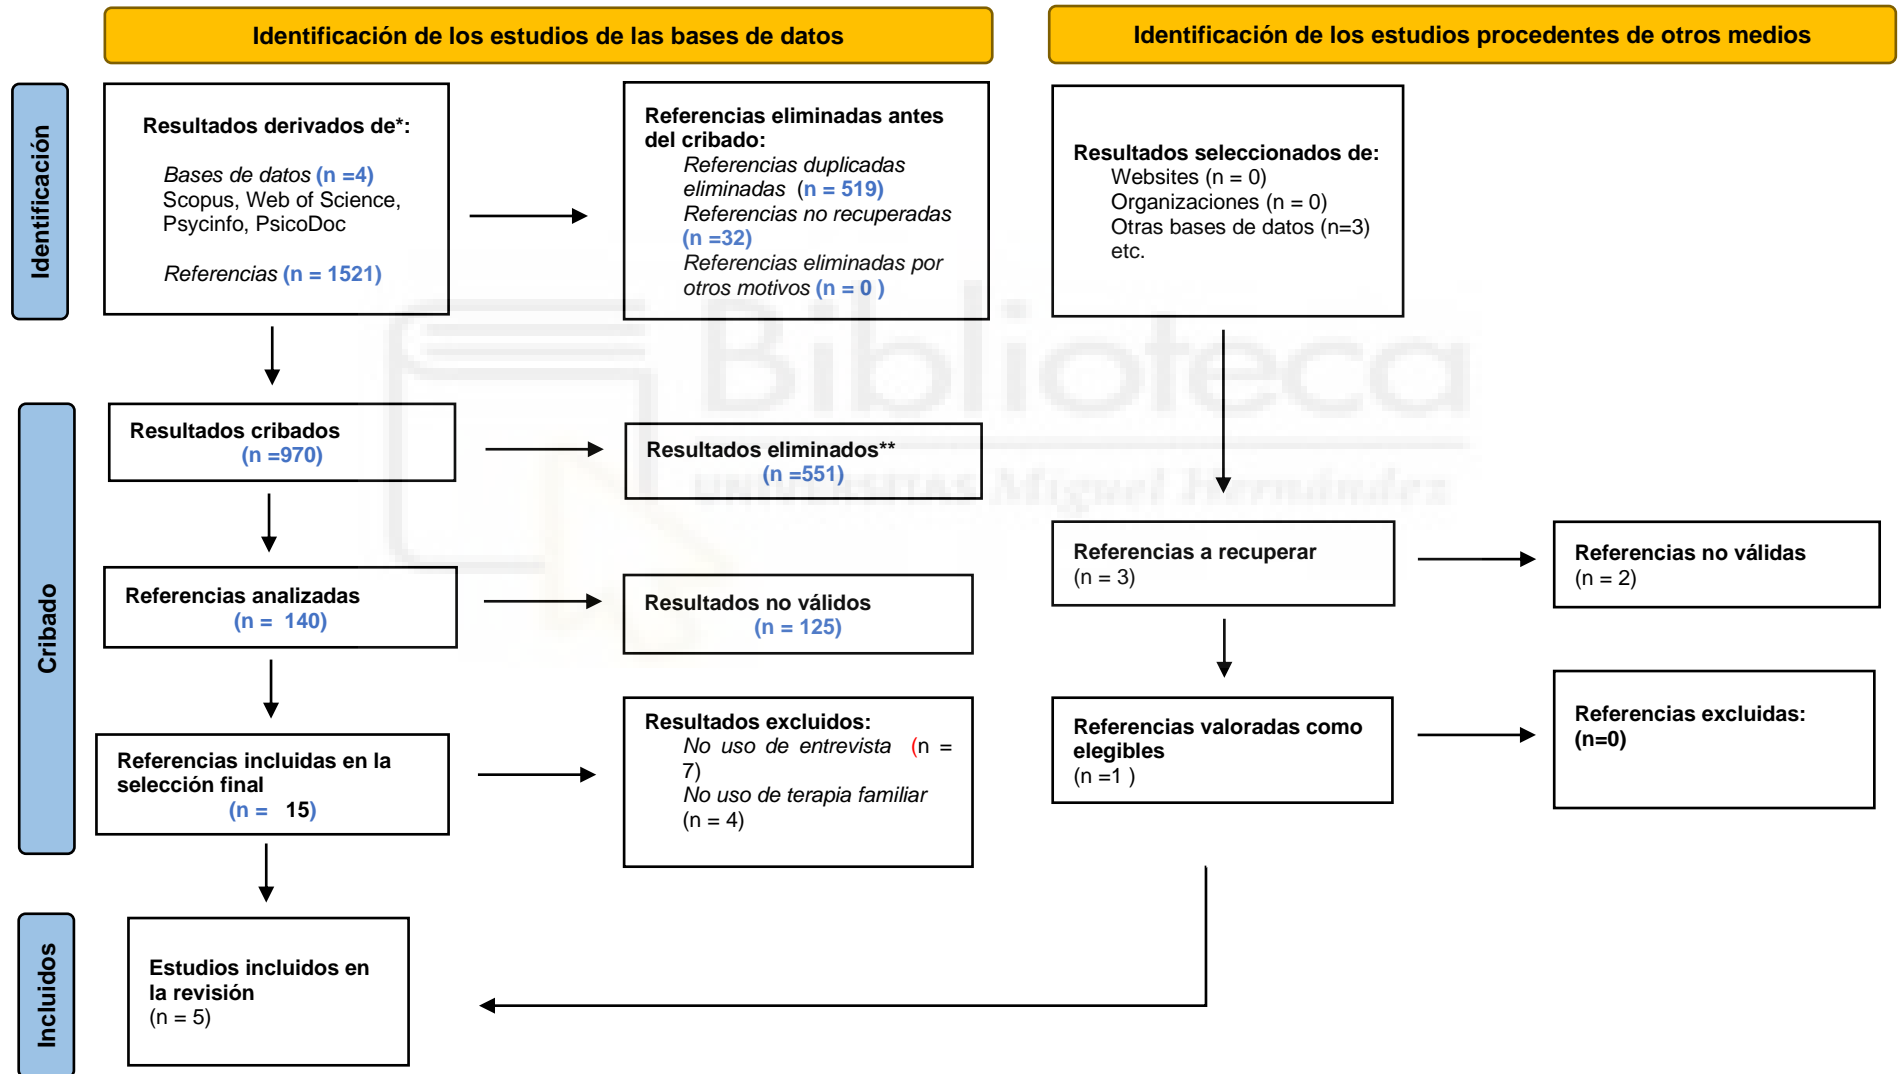 Identificación de los estudios de las bases de datos
Identificación de los estudios procedentes de otros medios
Identificación
Resultados derivados de*:
Bases de datos (n =4)
Scopus, Web of Science,
Psycinfo, PsicoDoc
Referencias (n = 1521)
Referencias eliminadas antes
del cribado:
Referencias duplicadas
eliminadas (n = 519)
Referencias no recuperadas
(n =32)
Referencias eliminadas por
otros motivos (n = 0 )
Resultados seleccionados de:
Websites (n = 0)
Organizaciones (n = 0)
Otras bases de datos (n=3)
etc.
Biblioteca
UNIVERSITAS Miguel Hernández
Cribado
Resultados cribados
(n =970)
Resultados eliminados**
(n =551)
Referencias a recuperar
(n = 3)
Referencias no válidas
(n = 2)
Referencias analizadas
(n = 140)
Resultados no válidos
(n = 125)
Referencias valoradas como
elegibles
(n =1 )
Referencias excluidas:
(n=0)
Referencias incluidas en la
selección final
(n = 15)
Resultados excluidos:
No uso de entrevista (n =
7)
No uso de terapia familiar
(n = 4)
Incluidos
Estudios incluidos en
la revisión
(n = 5)